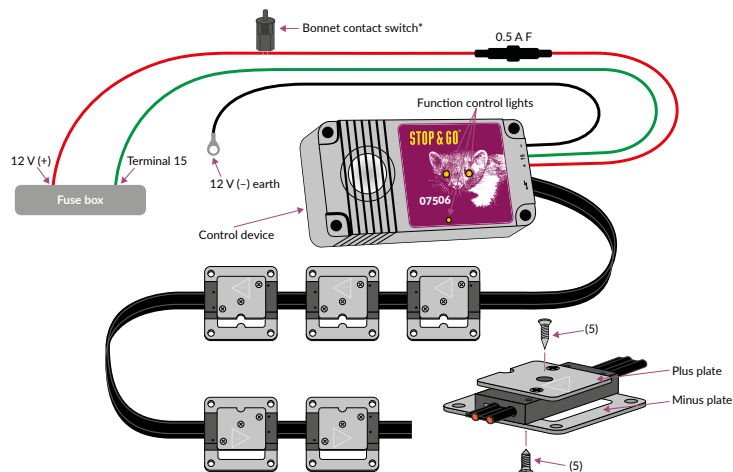 Bonnet contact switch*
0.5 A F
Function control lights
STOP & GO®
12 V (+)
Terminal 15
12 V (−) earth
Fuse box
07506
− 15 +
Control device
(5)
Plus plate
Minus plate
(5)